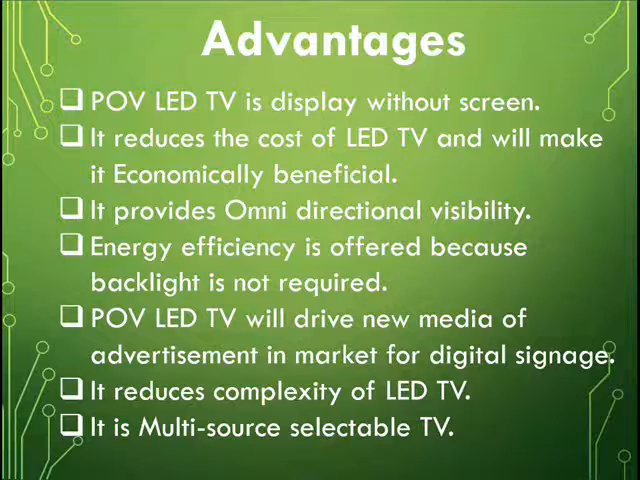 Advantages
❑ POV LED TV is display without screen.
❑ It reduces the cost of LED TV and will make
it Economically beneficial.
❑ It provides Omni directional visibility.
❑ Energy efficiency is offered because
backlight is not required.
❑ POV LED TV will drive new media of
advertisement in market for digital signage.
❑ It reduces complexity of LED TV.
❑ It is Multi-source selectable TV.